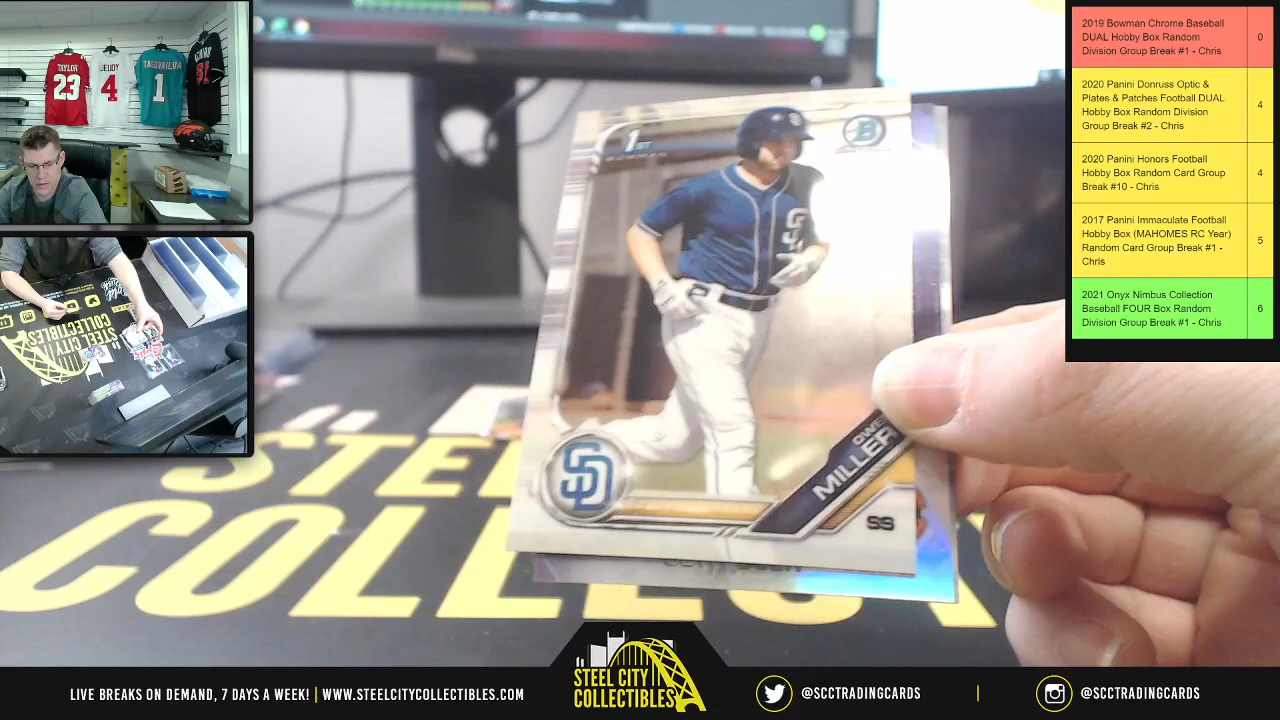 TAYLOR
23
JEUDY
4
TAGOVAILOA
1
2019 Bowman Chrome Baseball
DUAL Hobby Box Random
Division Group Break #1 - Chris
0
2020 Panini Donruss Optic &
Plates & Patches Football DUAL
Hobby Box Random Division
Group Break #2 - Chris
4
2020 Panini Honors Football
Hobby Box Random Card Group
Break #10 - Chris
4
2017 Panini Immaculate Football
Hobby Box (MAHOMES RC Year)
Random Card Group Break #1 -
Chris
5
2021 Onyx Nimbus Collection
Baseball FOUR Box Random
Division Group Break #1 - Chris
6
1ST
BOWMAN
B
SD
MILLER
SS
STEEL CITY
COLLECTIBLES
STEEL CITY
COLLECTIBLES
LIVE BREAKS ON DEMAND, 7 DAYS A WEEK! | WWW.STEELCITYCOLLECTIBLES.COM
@SCCTRADINGCARDS
@SCCTRADINGCARDS